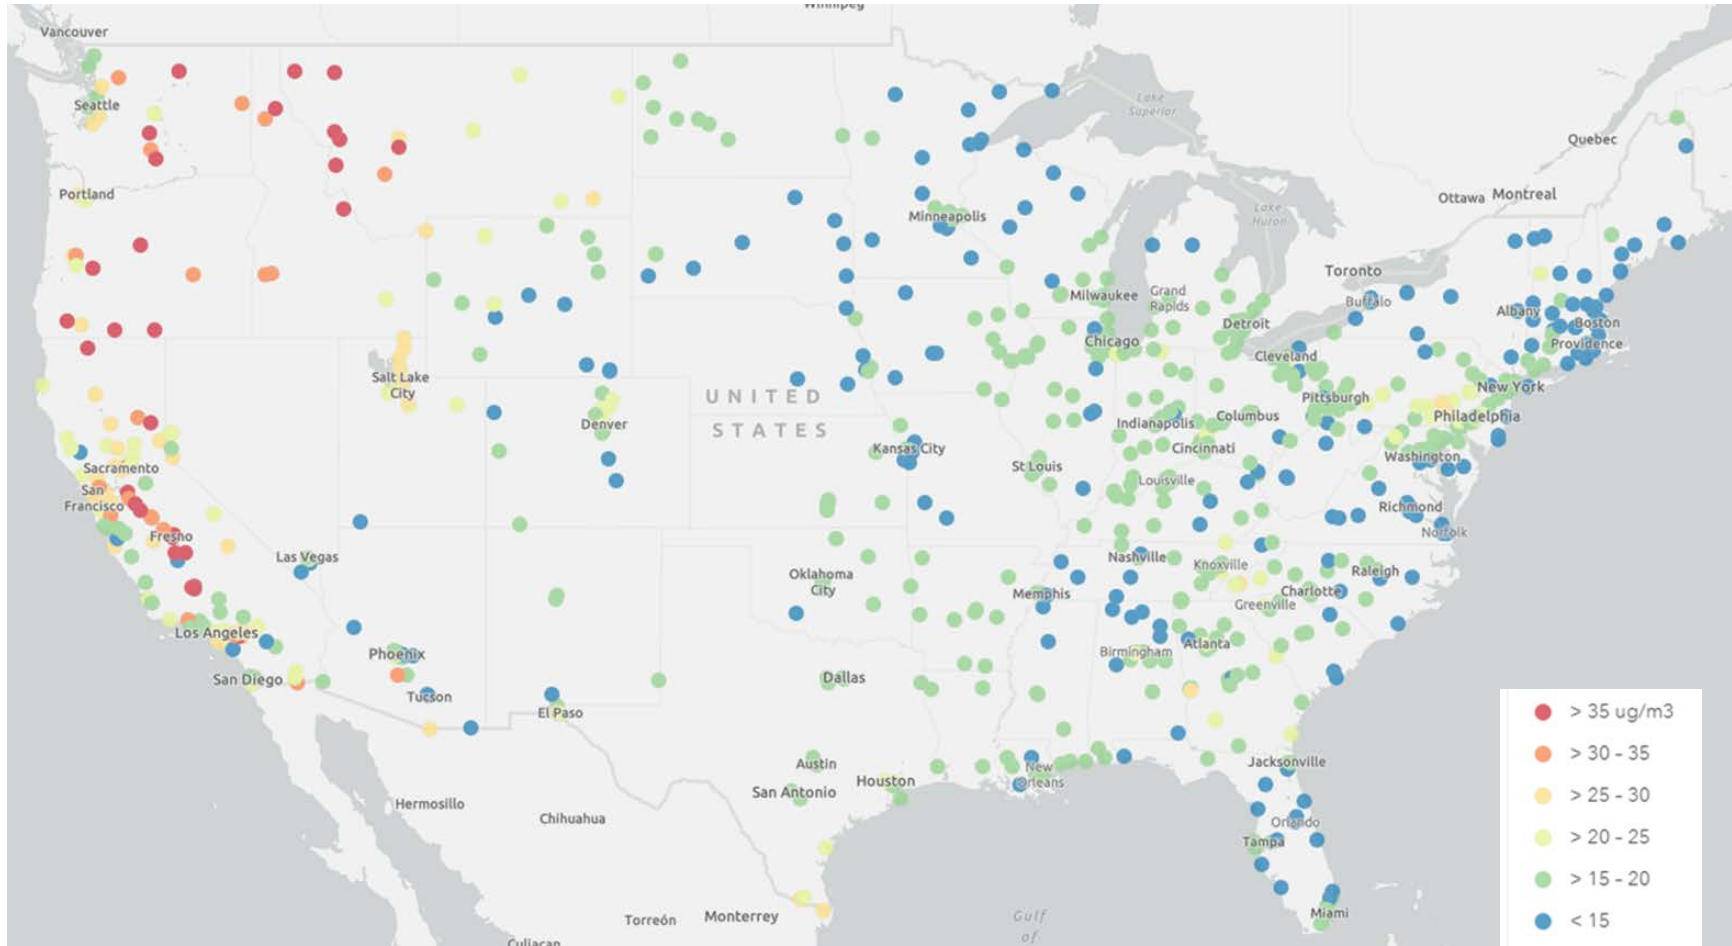 Winnipeg
Vancouver
Seattle
Lake
Superior
Quebec
Portland
Ottawa
Montreal
Minneapolis
Lake
Huron
Toronto
Milwaukee
Grand
Rapids
Buffalo
Albany
Boston
Detroit
Chicago
Providence
Cleveland
Salt Lake
City
New York
UNITED
STATES
Pittsburgh
Denver
Indianapolis
Columbus
Philadelphia
Kansas City
Cincinnati
Washington
Sacramento
St Louis
Louisville
San
Francisco
Richmond
Fresno
Norfolk
Las Vegas
Nashville
Knoxville
Raleigh
Oklahoma
City
Memphis
Charlotte
Greenville
Los Angeles
Phoenix
Birmingham
Atlanta
San Diego
Dallas
Tucson
El Paso
> 35 ug/m3
> 30 - 35
> 25 - 30
> 20 - 25
> 15 - 20
< 15
Austin
New
Orleans
Jacksonville
Houston
San Antonio
Hermosillo
Chihuahua
Orlando
Tampa
Torreón
Monterrey
Gulf
of
Miami
Culiacan